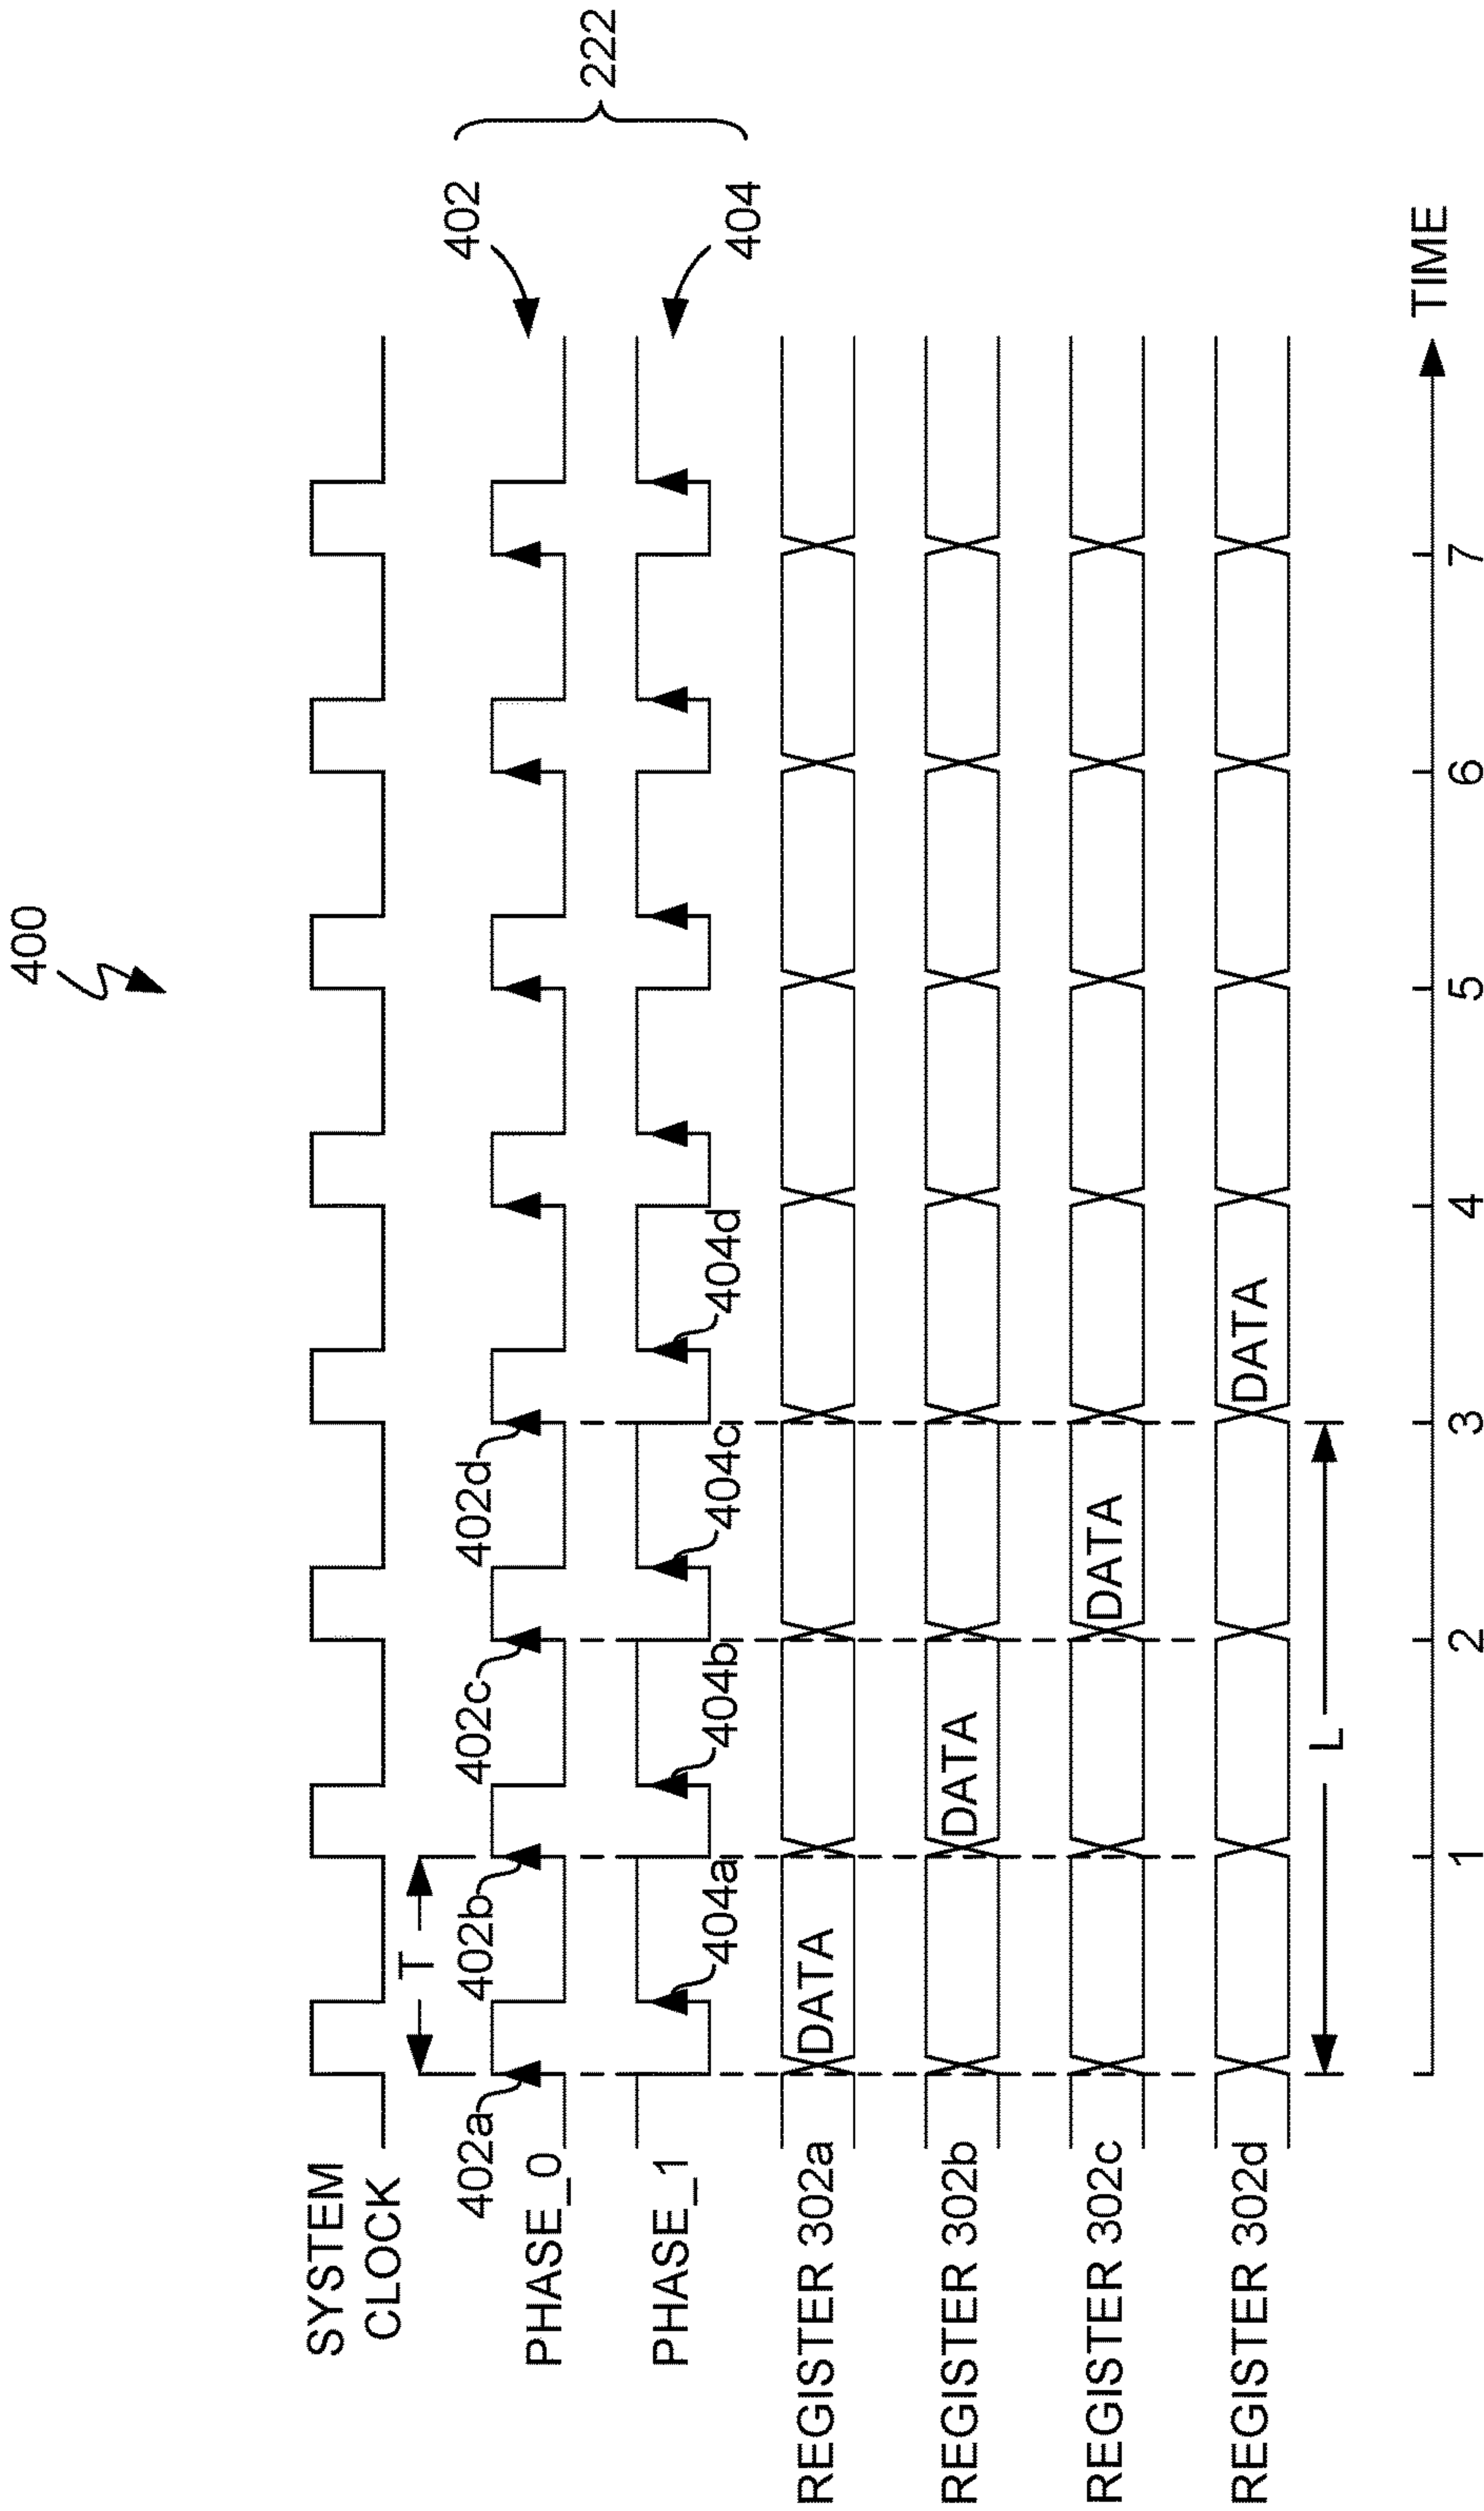 400
SYSTEM
CLOCK
T
402a
402b
402c
402d
402
PHASE_0
222
PHASE_1
404a
404b
404c
404d
404
REGISTER 302a
DATA
REGISTER 302b
DATA
REGISTER 302c
DATA
REGISTER 302d
DATA
L
TIME
1 2 3 4 5 6 7